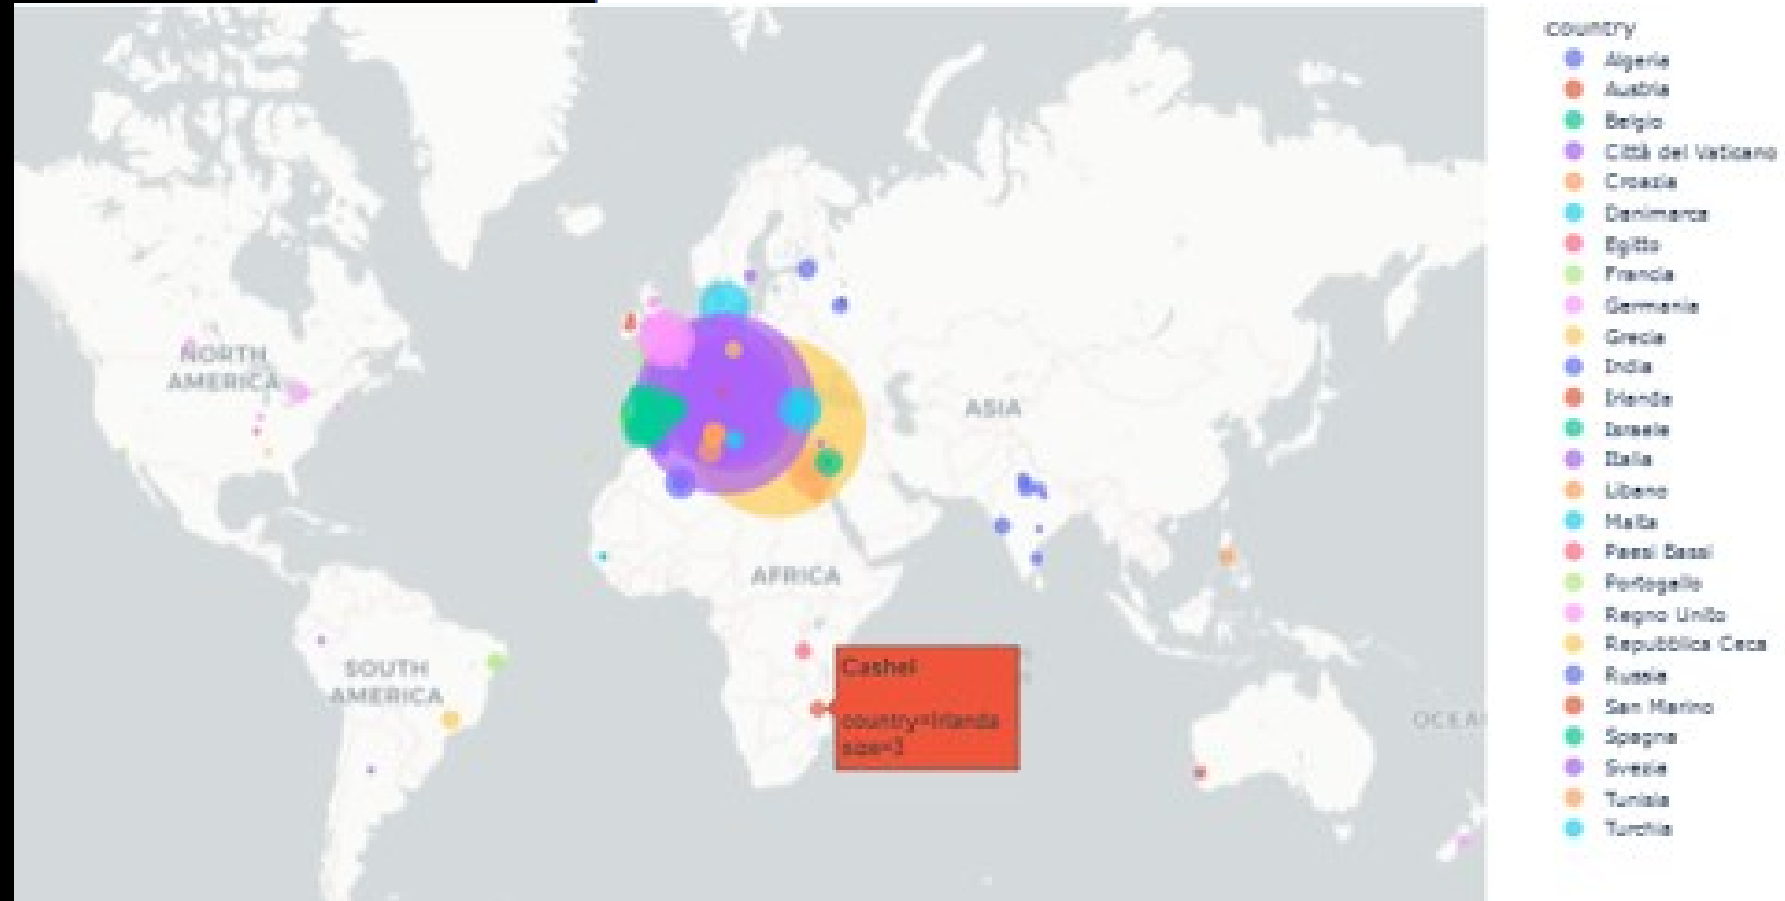 country
Algeria
Austria
Belgio
Città del Vaticano
Croazia
Danimarca
Egitto
Francia
Germania
Grecia
India
Irlanda
Israele
Italia
Libano
Malta
Paesi Bassi
Portogallo
Regno Unito
Repubblica Ceca
Russia
San Marino
Spagna
Svezia
Tunisia
Turchia
NORTH
AMERICA
ASIA
AFRICA
SOUTH
AMERICA
OCEA
Cashel
country=Irlanda